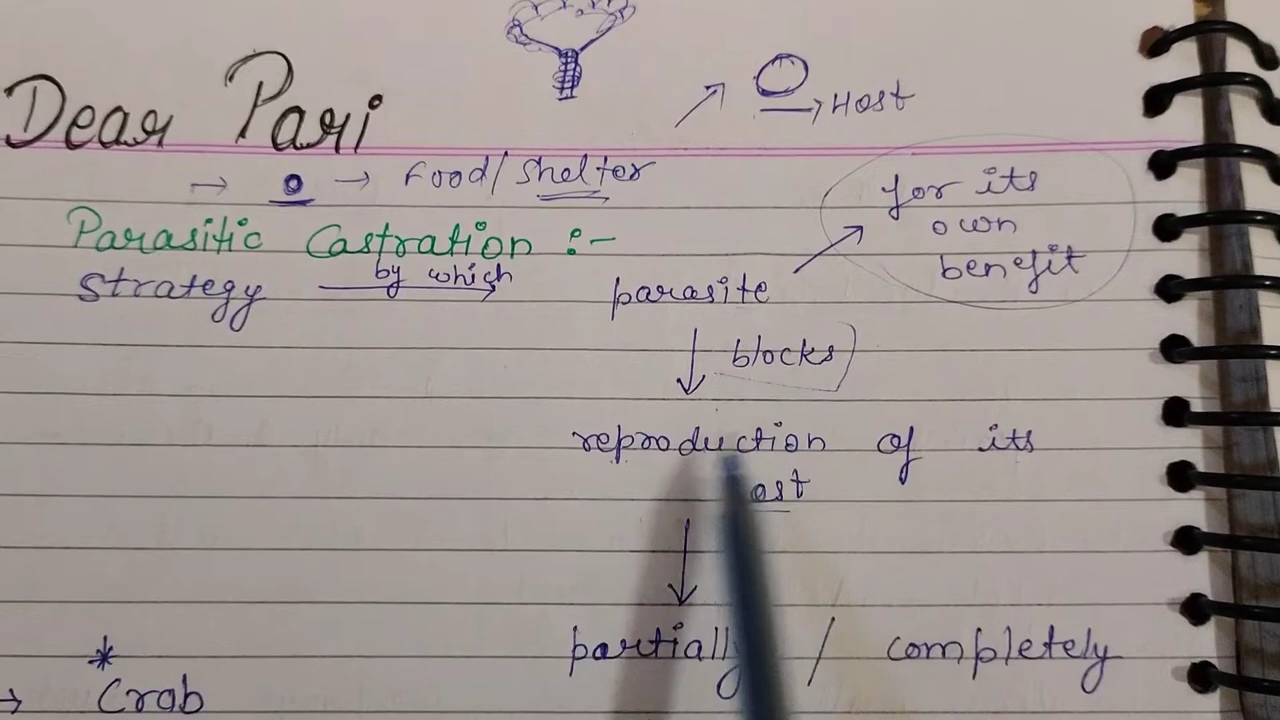 Dear Pari
→ Host
→ → Food/Shelter
Parasitic Castration :-
Strategy by which parasite
for its
own
benefit
blocks
reproduction of its
ost
partially / completely
*
→ Crab